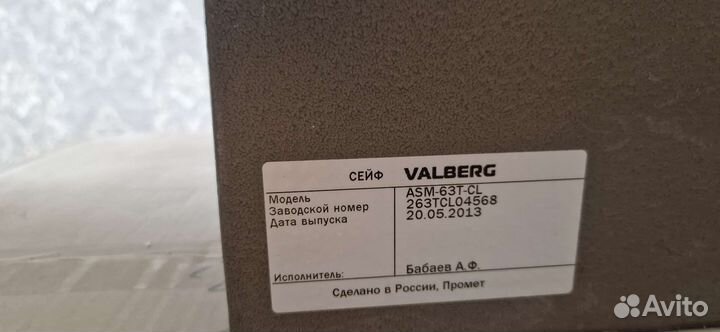 СЕЙФ VALBERG
Модель ASM-63T-CL
Заводской номер 263TCL04568
Дата выпуска 20.05.2013
Исполнитель: Бабаев А.Ф.
Сделано в России, Промет
Avito